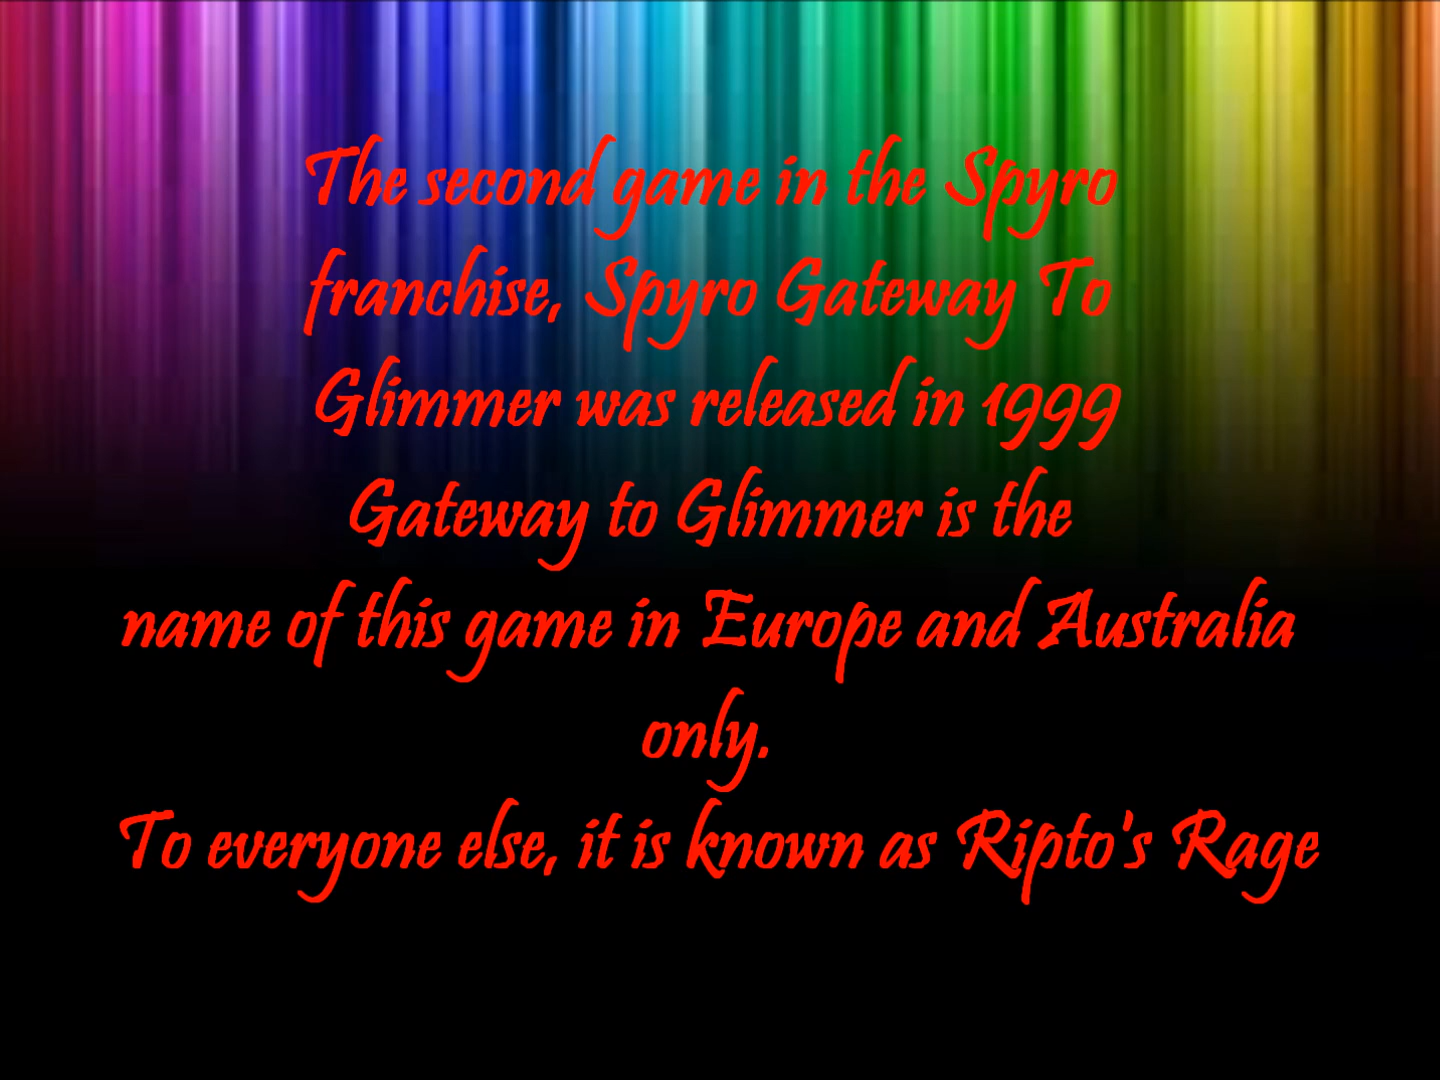 The second game in the Spyro
franchise, Spyro Gateway To
Glimmer was released in 1999
Gateway to Glimmer is the
name of this game in Europe and Australia
only.
To everyone else, it is known as Ripto's Rage